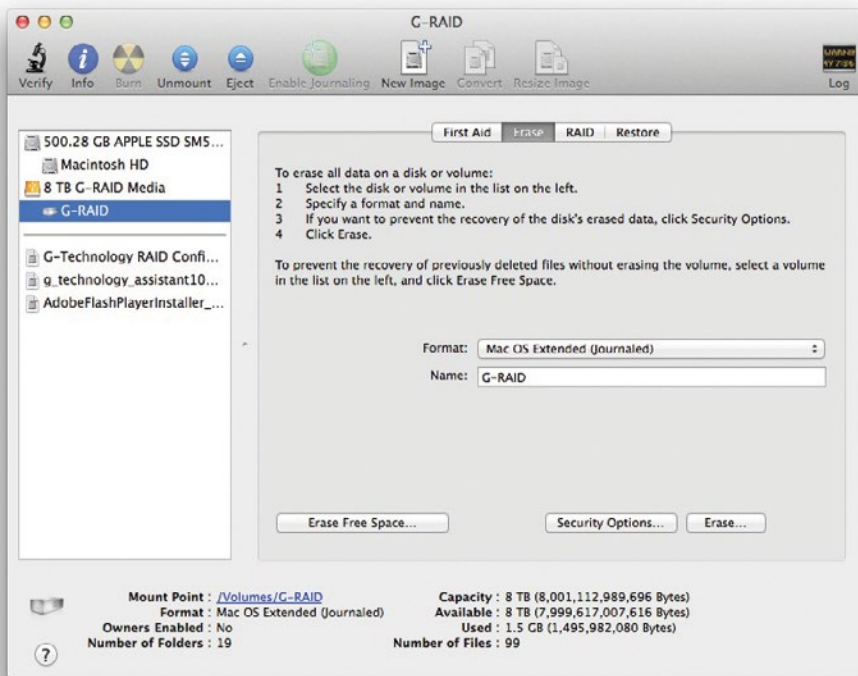 G-RAID
Verify Info Burn Unmount Eject Enable Journaling New Image Convert Resize Image Log
500.28 GB APPLE SSD SM5...
Macintosh HD
8 TB G-RAID Media
G-RAID
G-Technology RAID Confi...
g_technology_assistant10...
AdobeFlashPlayerInstaller_...
First Aid Erase RAID Restore
To erase all data on a disk or volume:
1 Select the disk or volume in the list on the left.
2 Specify a format and name.
3 If you want to prevent the recovery of the disk's erased data, click Security Options.
4 Click Erase.
To prevent the recovery of previously deleted files without erasing the volume, select a volume
in the list on the left, and click Erase Free Space.
Format: Mac OS Extended (Journaled)
Name: G-RAID
Erase Free Space... Security Options... Erase...
Mount Point : /Volumes/G-RAID Capacity : 8 TB (8,001,112,989,696 Bytes)
Format : Mac OS Extended (Journaled) Available : 8 TB (7,999,617,007,616 Bytes)
Owners Enabled : No Used : 1.5 GB (1,495,982,080 Bytes)
Number of Folders : 19 Number of Files : 99
?